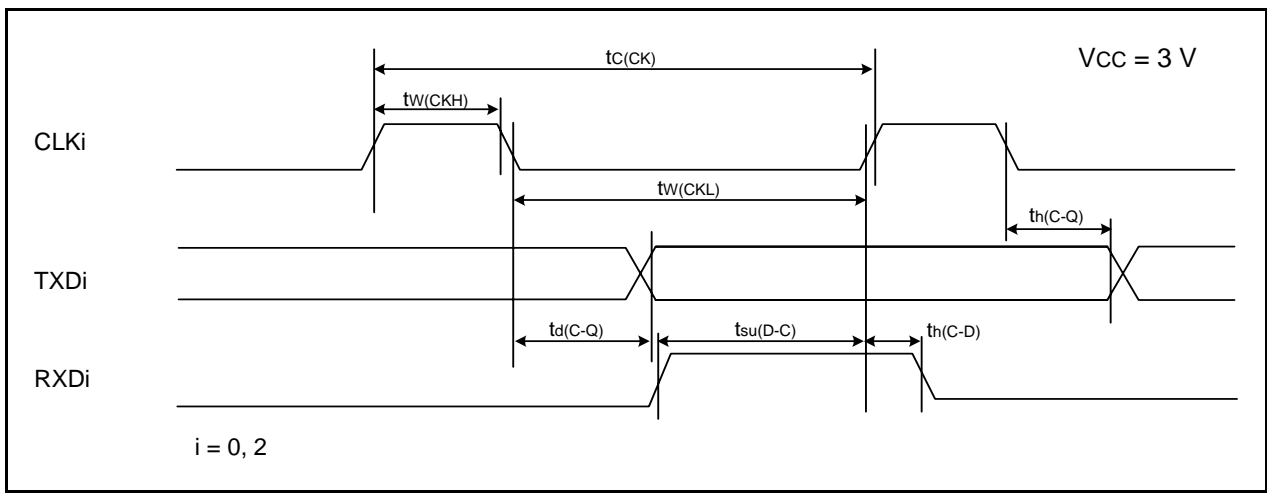 tC(CK)
VCC = 3 V
tW(CKH)
CLKi
tW(CKL)
th(C-Q)
TXDi
td(C-Q)
tsu(D-C)
th(C-D)
RXDi
i = 0, 2